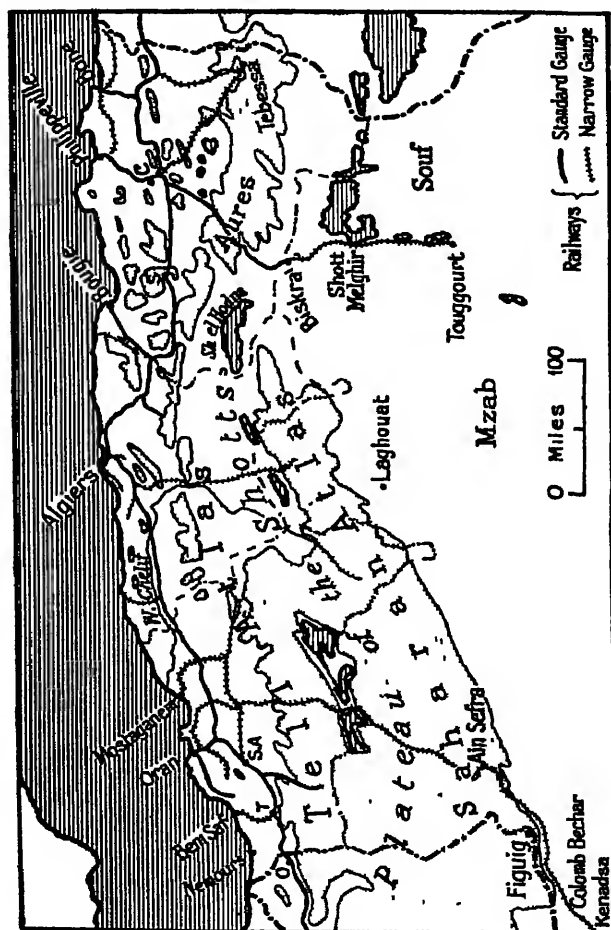 Nemours
Beni Saf
Oran
Mostaganem
Algiers
Bougie
Philippeville
Bone
W. Chelif
Tell Atlas
Plateau of the Shotts
Saharan Atlas
S.A
T
O
S
C
Aures
Tebessa
Biskra
Shott
Melghir
Souf
Touggourt
Mzab
Laghouat
Ain Sefra
Figuig
Colomb Bechar
Kenadsa
0 Miles 100
Railways { Standard Gauge
Narrow Gauge